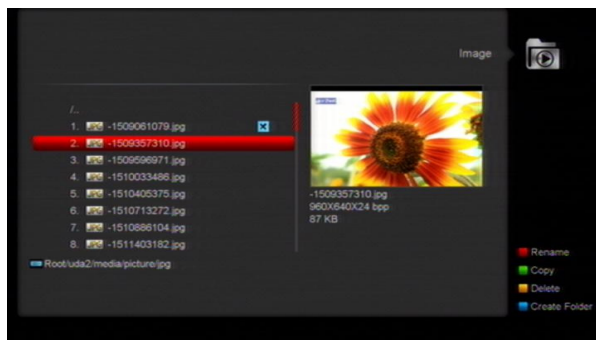 Image
/..
1. -1509061079.jpg
2. -1509357310.jpg
3. -1509596971.jpg
4. -1510033486.jpg
5. -1510405375.jpg
6. -1510713272.jpg
7. -1510886104.jpg
8. -1511403182.jpg
-1509357310.jpg
960X640X24 bpp
87 KB
Root/uda2/media/picture/jpg
Rename
Copy
Delete
Create Folder